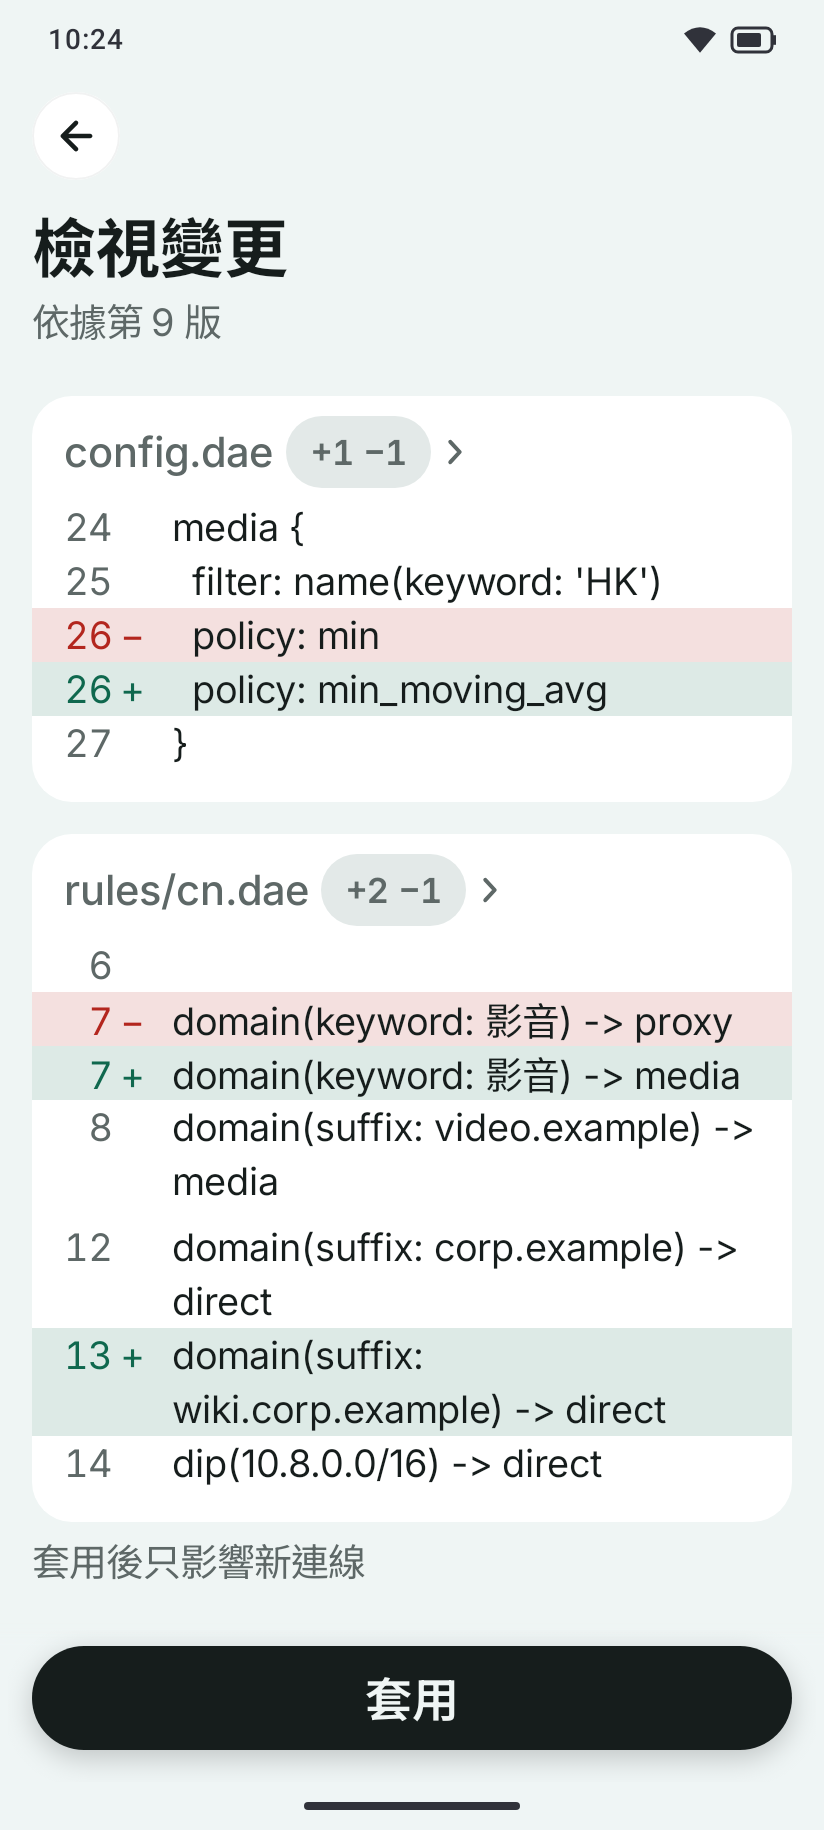 10:24
檢視變更
依據第 9 版
config.dae +1 −1
24 media {
25 filter: name(keyword: 'HK')
26 − policy: min
26 + policy: min_moving_avg
27 }
rules/cn.dae +2 −1
6
7 − domain(keyword: 影音) -> proxy
7 + domain(keyword: 影音) -> media
8 domain(suffix: video.example) ->
media
12 domain(suffix: corp.example) ->
direct
13 + domain(suffix:
wiki.corp.example) -> direct
14 dip(10.8.0.0/16) -> direct
套用後只影響新連線
套用